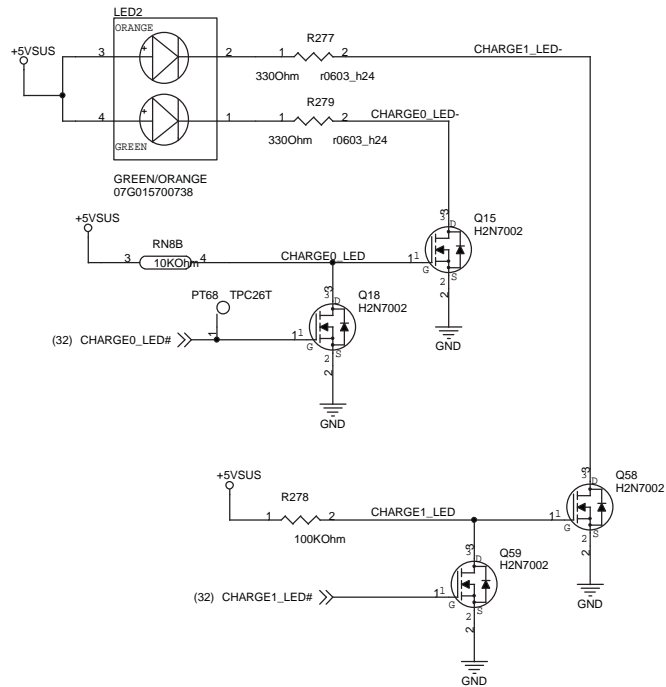 LED2
ORANGE
+5VSUS
3
+
2
1
R277
2
CHARGE1_LED-
330Ohm
r0603_h24
4
+
1
1
R279
2
CHARGE0_LED-
330Ohm
r0603_h24
GREEN
GREEN/ORANGE
07G015700738
+5VSUS
3
RN8B
4
10KOhm
CHARGE0_LED
Q15
H2N7002
3
3
D
1
1
G
S
2
2
GND
PT68
TPC26T
1
(32) CHARGE0_LED#
Q18
H2N7002
3
3
D
1
1
G
S
2
2
GND
+5VSUS
1
R278
2
100KOhm
CHARGE1_LED
Q58
H2N7002
3
3
D
1
1
G
S
2
2
GND
(32) CHARGE1_LED#
Q59
H2N7002
3
3
D
1
1
G
S
2
2
GND